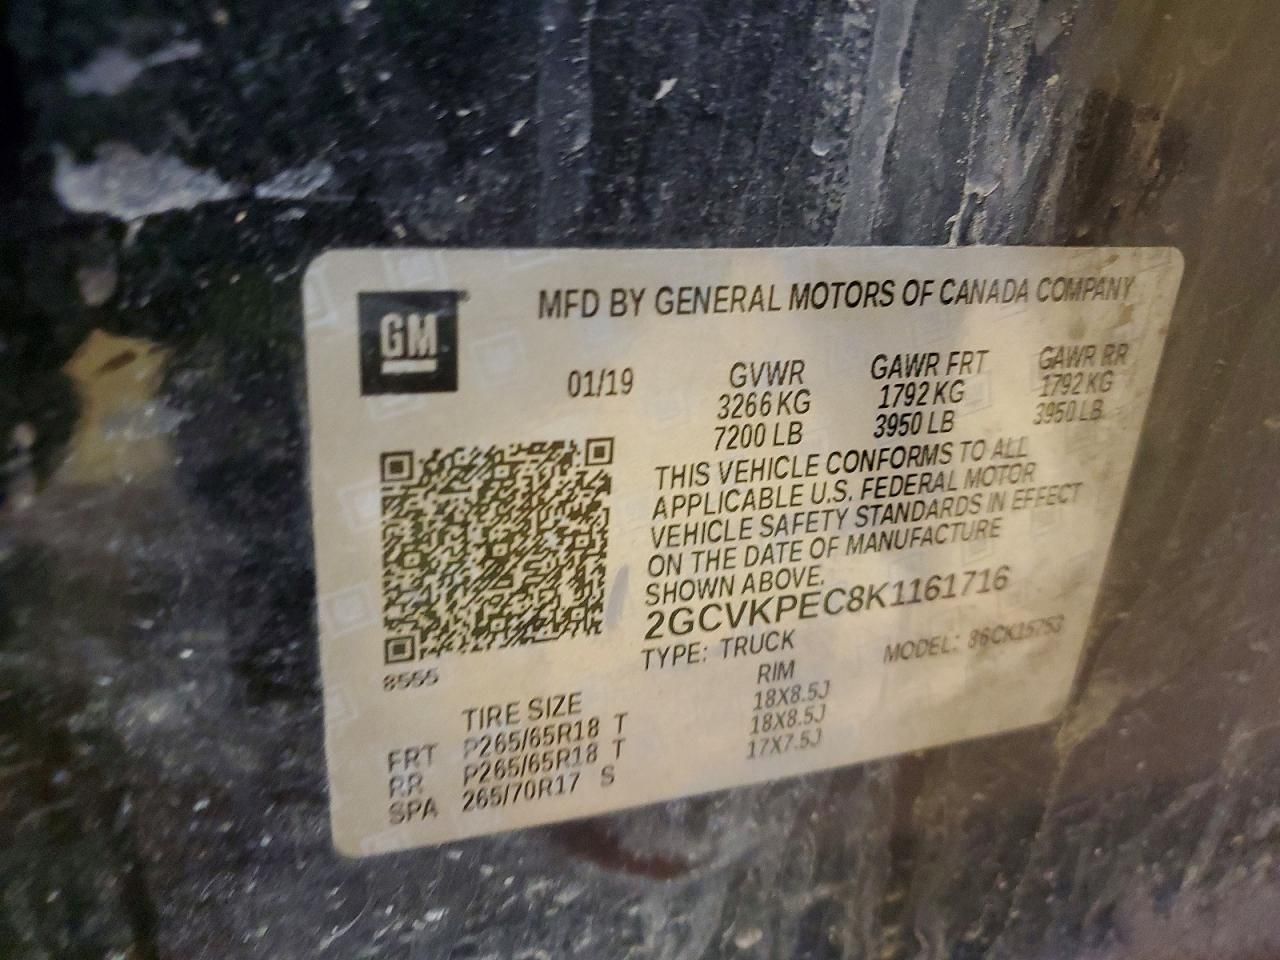 GM
MFD BY GENERAL MOTORS OF CANADA COMPANY
01/19 GVWR GAWR FRT GAWR RR
3266 KG 1792 KG 1792 KG
7200 LB 3950 LB 3950 LB
THIS VEHICLE CONFORMS TO ALL
APPLICABLE U.S. FEDERAL MOTOR
VEHICLE SAFETY STANDARDS IN EFFECT
ON THE DATE OF MANUFACTURE
SHOWN ABOVE.
2GCVKPEC8K1161716
TYPE: TRUCK MODEL: 86CK15753
8555
TIRE SIZE RIM
FRT P265/65R18 T 18X8.5J
RR P265/65R18 T 18X8.5J
SPA 265/70R17 S 17X7.5J